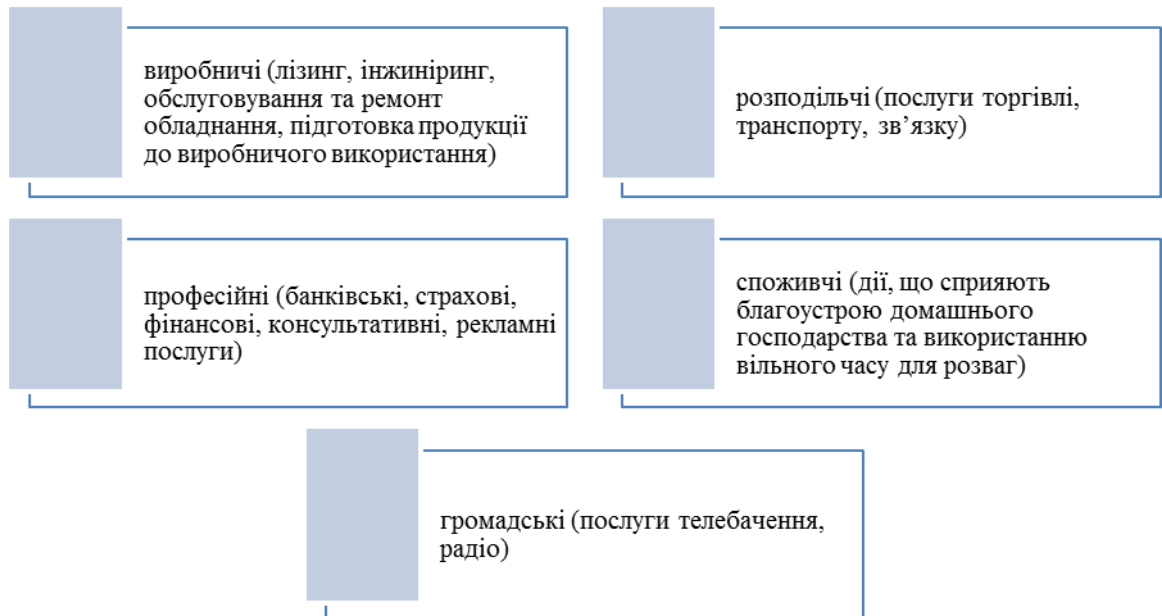 виробничі (лізинг, інжиніринг,
обслуговування та ремонт
обладнання, підготовка продукції
до виробничого використання)
розподільчі (послуги торгівлі,
транспорту, зв’язку)
професійні (банківські, страхові,
фінансові, консультативні, рекламні
послуги)
споживчі (дії, що сприяють
благоустрою домашнього
господарства та використанню
вільного часу для розваг)
громадські (послуги телебачення,
радіо)